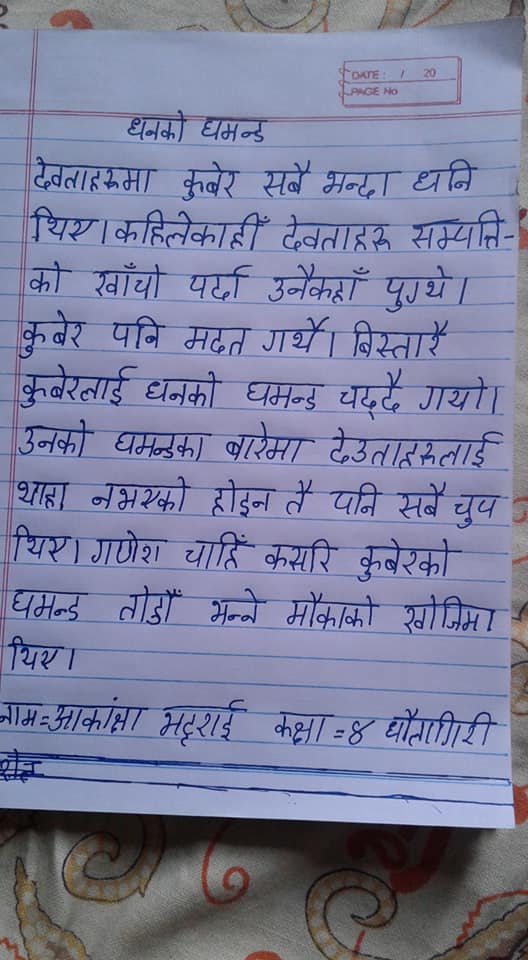 DATE: / 20
PAGE No
धनको घमन्ड
देवताहरुमा कुबेर सबै भन्दा धनि
थिए। कहिलेकाहीँ देवताहरु सम्पत्ति-
को खाँचो पर्दा उनैकहाँ पुग्थे।
कुबेर पनि मदत गर्थे। बिस्तारै
कुबेरलाई धनको घमन्ड चढ्दै गयो।
उनको घमन्डका बारेमा देउताहरुलाई
थाहा नभएको होइन तै पनि सबै चुप
थिए। गणेश चाहिँ कसरि कुबेरको
घमन्ड तोडौँ भन्ने मौकाको खोजिमा
थिए।
नाम=आकांक्षा भट्टराई कक्षा=४ धौलागिरी